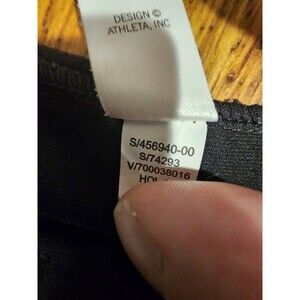 DESIGN ©
ATHLETA, INC
S/456940-00
S/74293
V/700038016